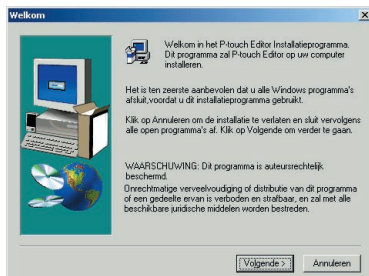 Welkom
Welkom in het P-touch Editor Installatieprogramma.
Dit programma zal P-touch Editor op uw computer
installeren.
Het is ten zeerste aanbevolen dat u alle Windows programma's
afsluit,voordat u dit installatieprogramma gebruikt.
Klik op Annuleren om de installatie te verlaten en sluit vervolgens
alle open programma's af. Klik op Volgende om verder te gaan.
WAARSCHUWING: Dit programma is auteursrechtelijk
beschermd.
Onrechtmatige verveelvoudiging of distributie van dit programma
of een gedeelte ervan is verboden en strafbaar, en zal met alle
beschikbare juridische middelen worden bestreden.
Volgende >
Annuleren